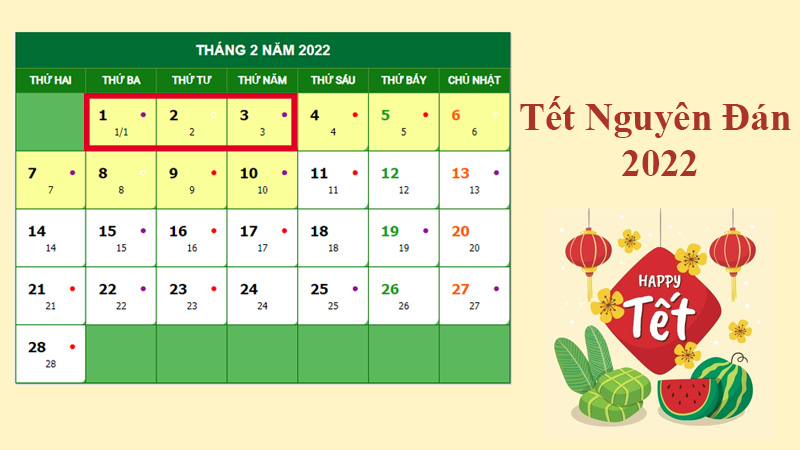 THÁNG 2 NĂM 2022
THỨ HAI THỨ BA THỨ TƯ THỨ NĂM THỨ SÁU THỨ BẢY CHỦ NHẬT
1 2 3 4 5 6
1/1 2 3 4 5 6
7 8 9 10 11 12 13
7 8 9 10 11 12 13
14 15 16 17 18 19 20
14 15 16 17 18 19 20
21 22 23 24 25 26 27
21 22 23 24 25 26 27
28
28
Tết Nguyên Đán
2022
HAPPY
Tết